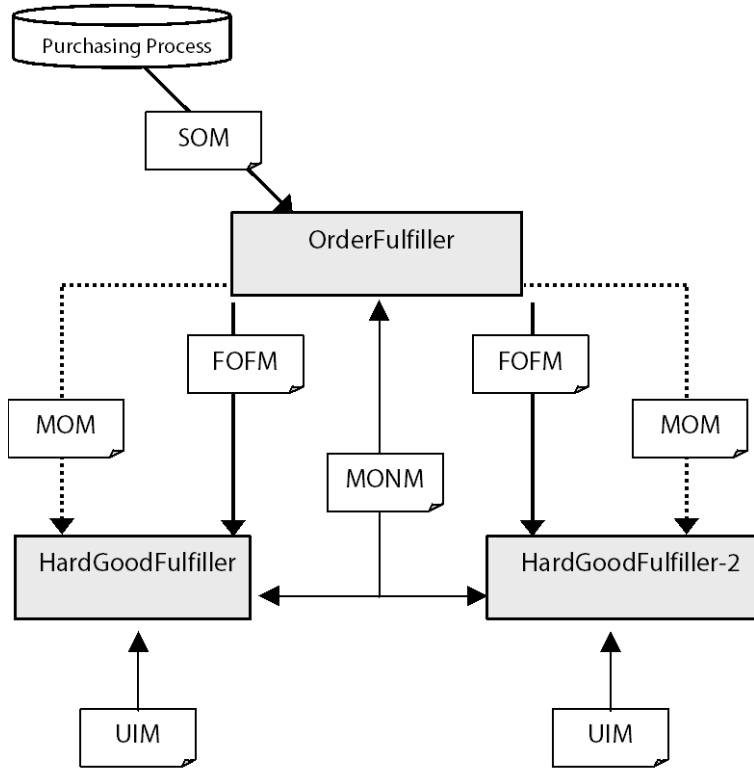 Purchasing Process
SOM
OrderFulfiller
FOFM
FOFM
MOM
MOM
MONM
HardGoodFulfiller
HardGoodFulfiller-2
UIM
UIM